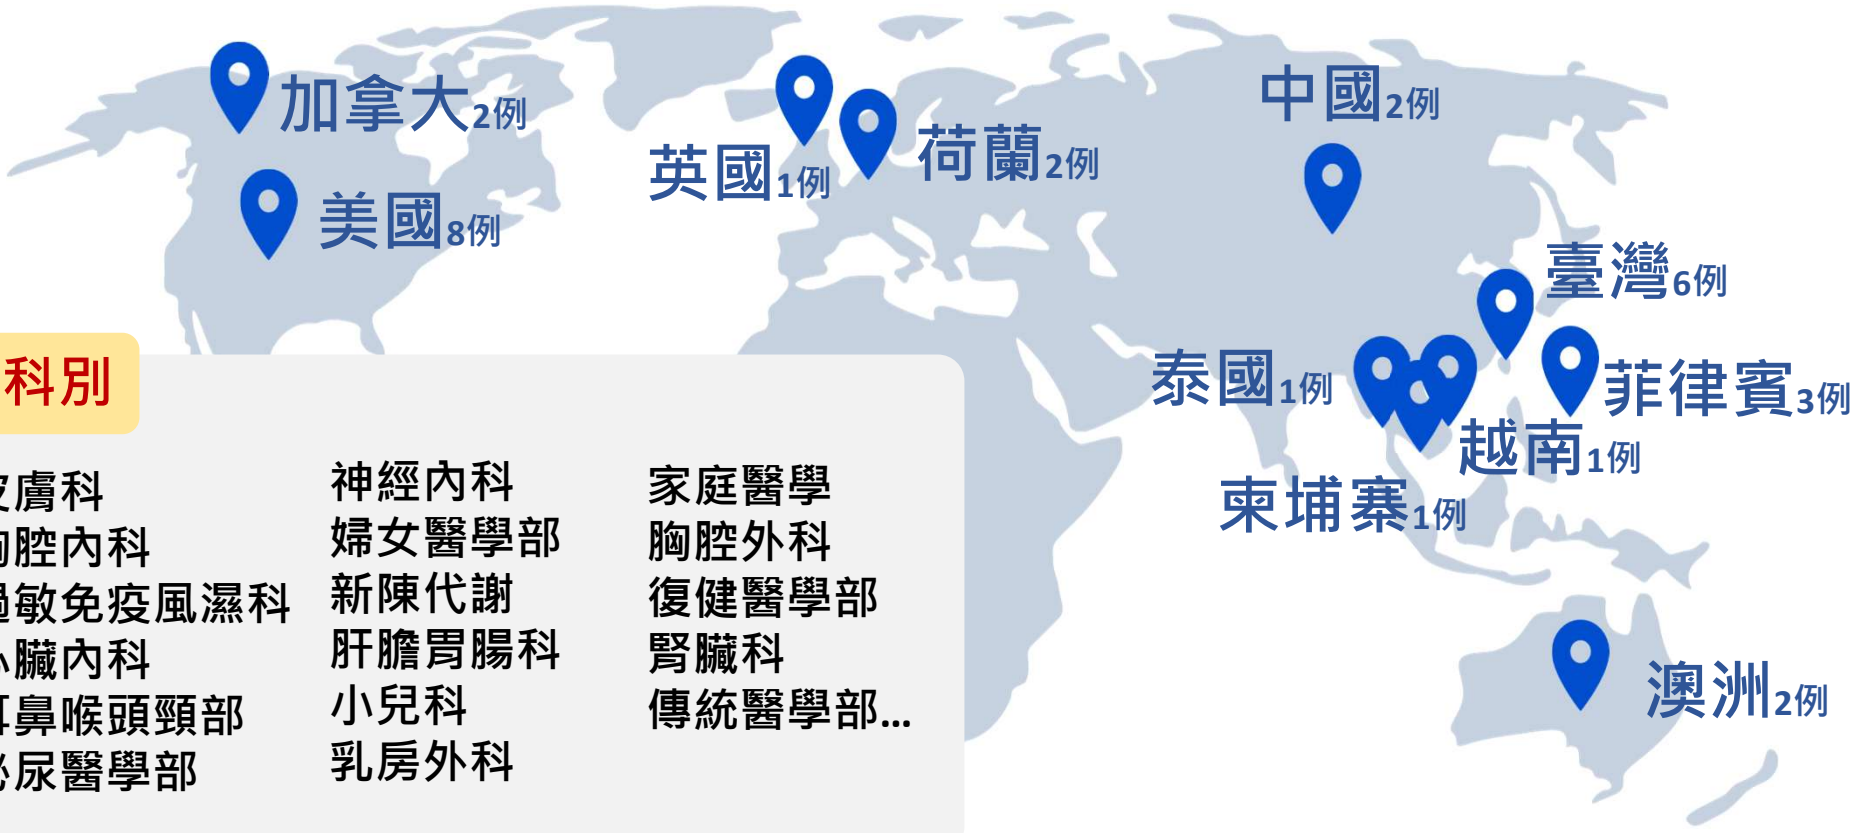 加拿大2例
美國8例
英國1例
荷蘭2例
中國2例
臺灣6例
泰國1例
菲律賓3例
越南1例
柬埔寨1例
澳洲2例
科別
皮膚科
胸腔內科
過敏免疫風濕科
心臟內科
耳鼻喉頭頸部
泌尿醫學部
神經內科
婦女醫學部
新陳代謝
肝膽胃腸科
小兒科
乳房外科
家庭醫學
胸腔外科
復健醫學部
腎臟科
傳統醫學部...